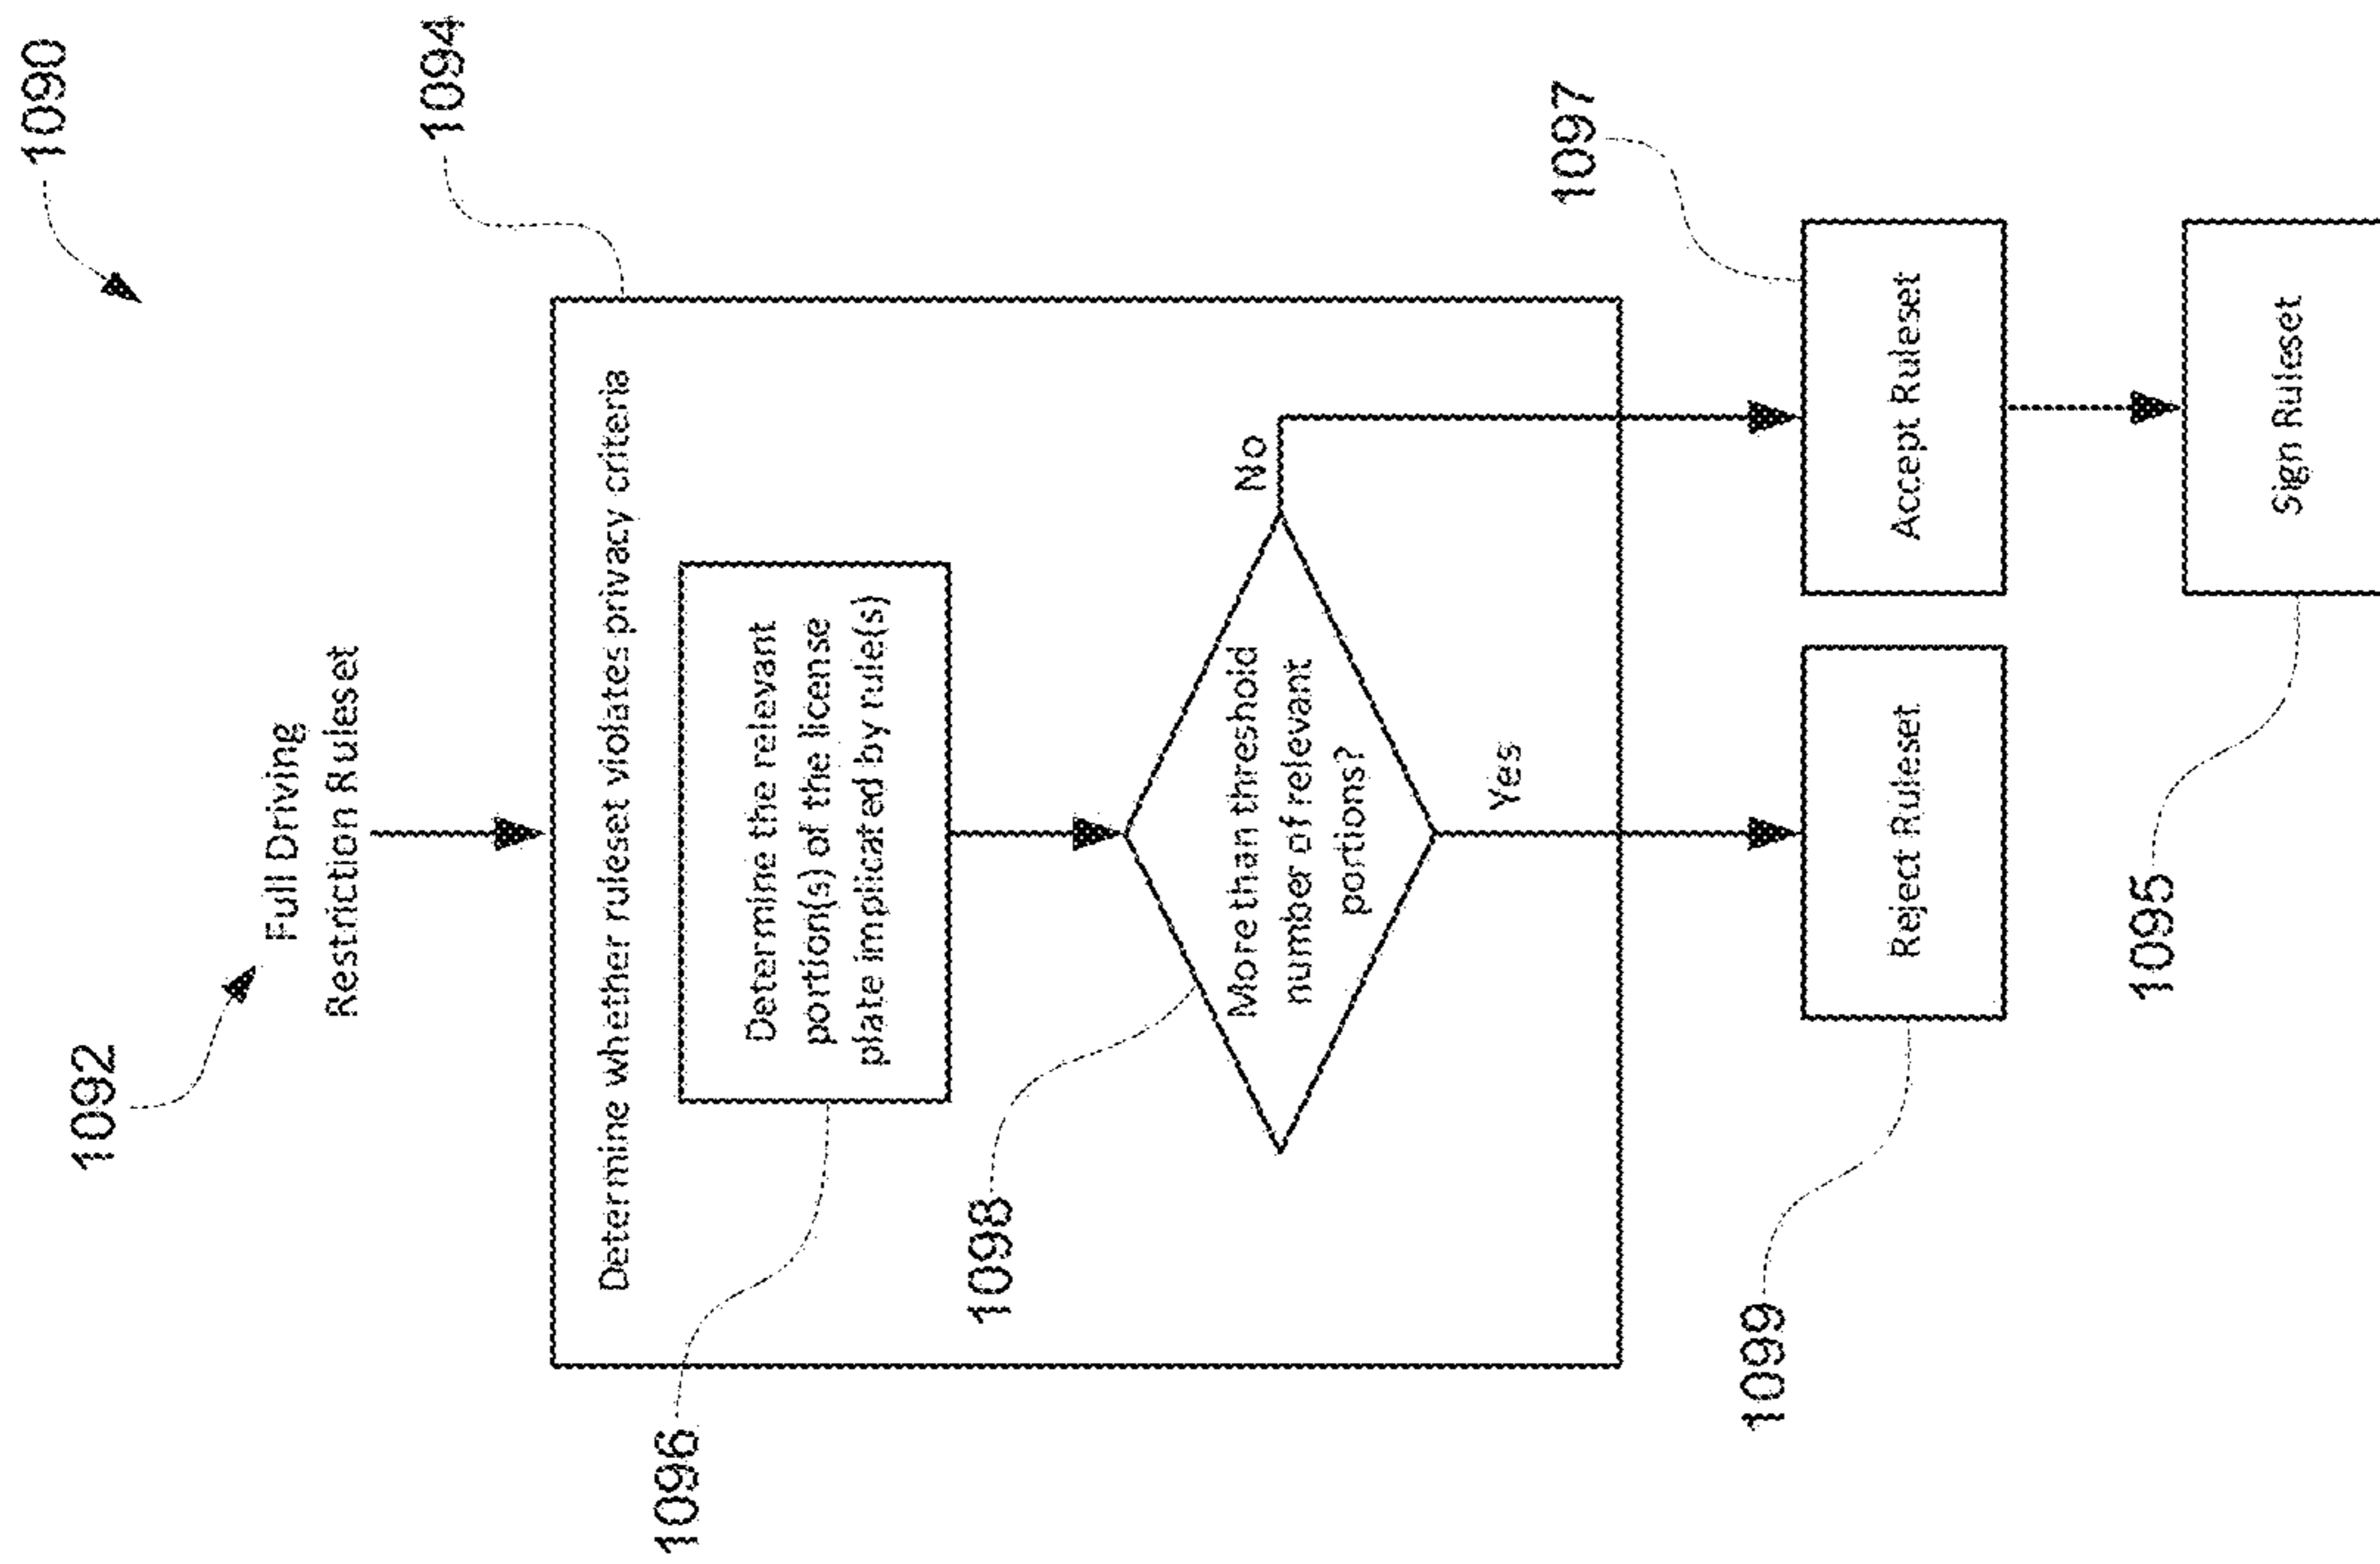 1090
1092
Full Driving
Restriction Ruleset
1094
Determine whether ruleset violates privacy criteria
1096
Determine the relevant
portion(s) of the license
plate implicated by rule(s)
1098
More than threshold
number of relevant
portions?
No
Yes
1097
1099
Reject Ruleset
Accept Ruleset
1095
Sign Ruleset